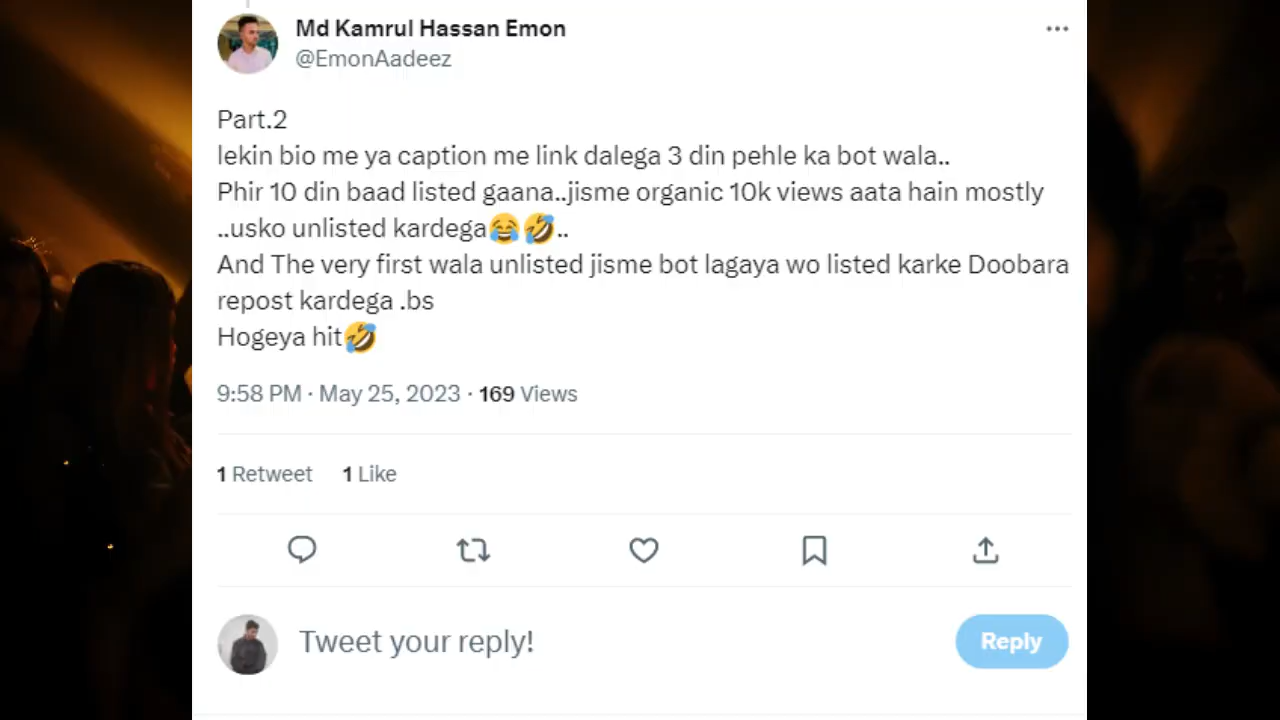 Md Kamrul Hassan Emon
@EmonAadeez
Part.2
lekin bio me ya caption me link dalega 3 din pehle ka bot wala..
Phir 10 din baad listed gaana..jisme organic 10k views aata hain mostly
..usko unlisted kardega😂🤣..
And The very first wala unlisted jisme bot lagaya wo listed karke Doobara
repost kardega .bs
Hogeya hit🤣
9:58 PM · May 25, 2023 · 169 Views
1 Retweet 1 Like
Tweet your reply!
Reply